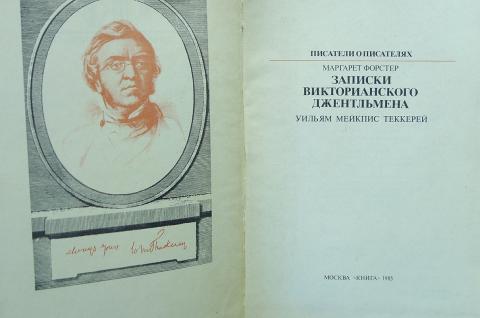 ПИСАТЕЛИ О ПИСАТЕЛЯХ
МАРГАРЕТ ФОРСТЕР
ЗАПИСКИ
ВИКТОРИАНСКОГО
ДЖЕНТЛЬМЕНА
УИЛЬЯМ МЕЙКПИС ТЕККЕРЕЙ
МОСКВА «КНИГА» 1985